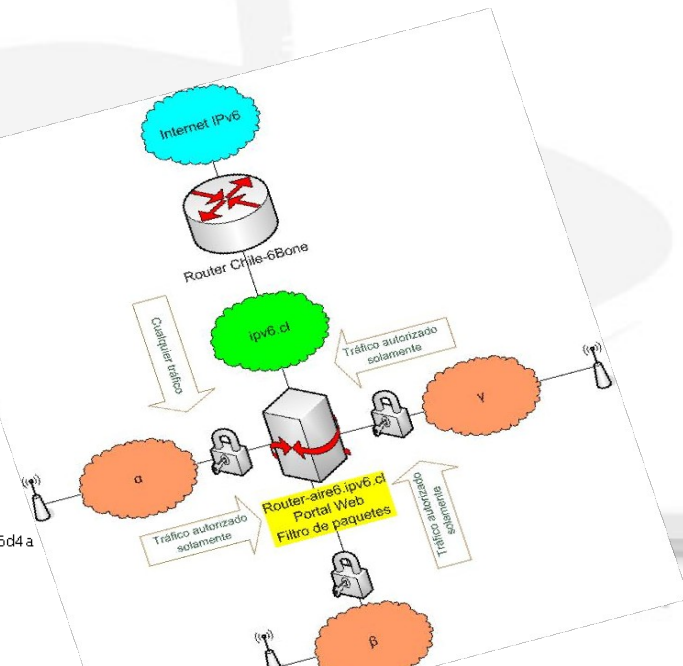 Internet IPv6
Router Chile-6Bone
ipv6.cl
Cualquier tráfico
Tráfico autorizado
solamente
γ
α
Router-aire6.ipv6.cl
Portal Web
Filtro de paquetes
Tráfico autorizado
solamente
Tráfico autorizado
solamente
6d4a
β